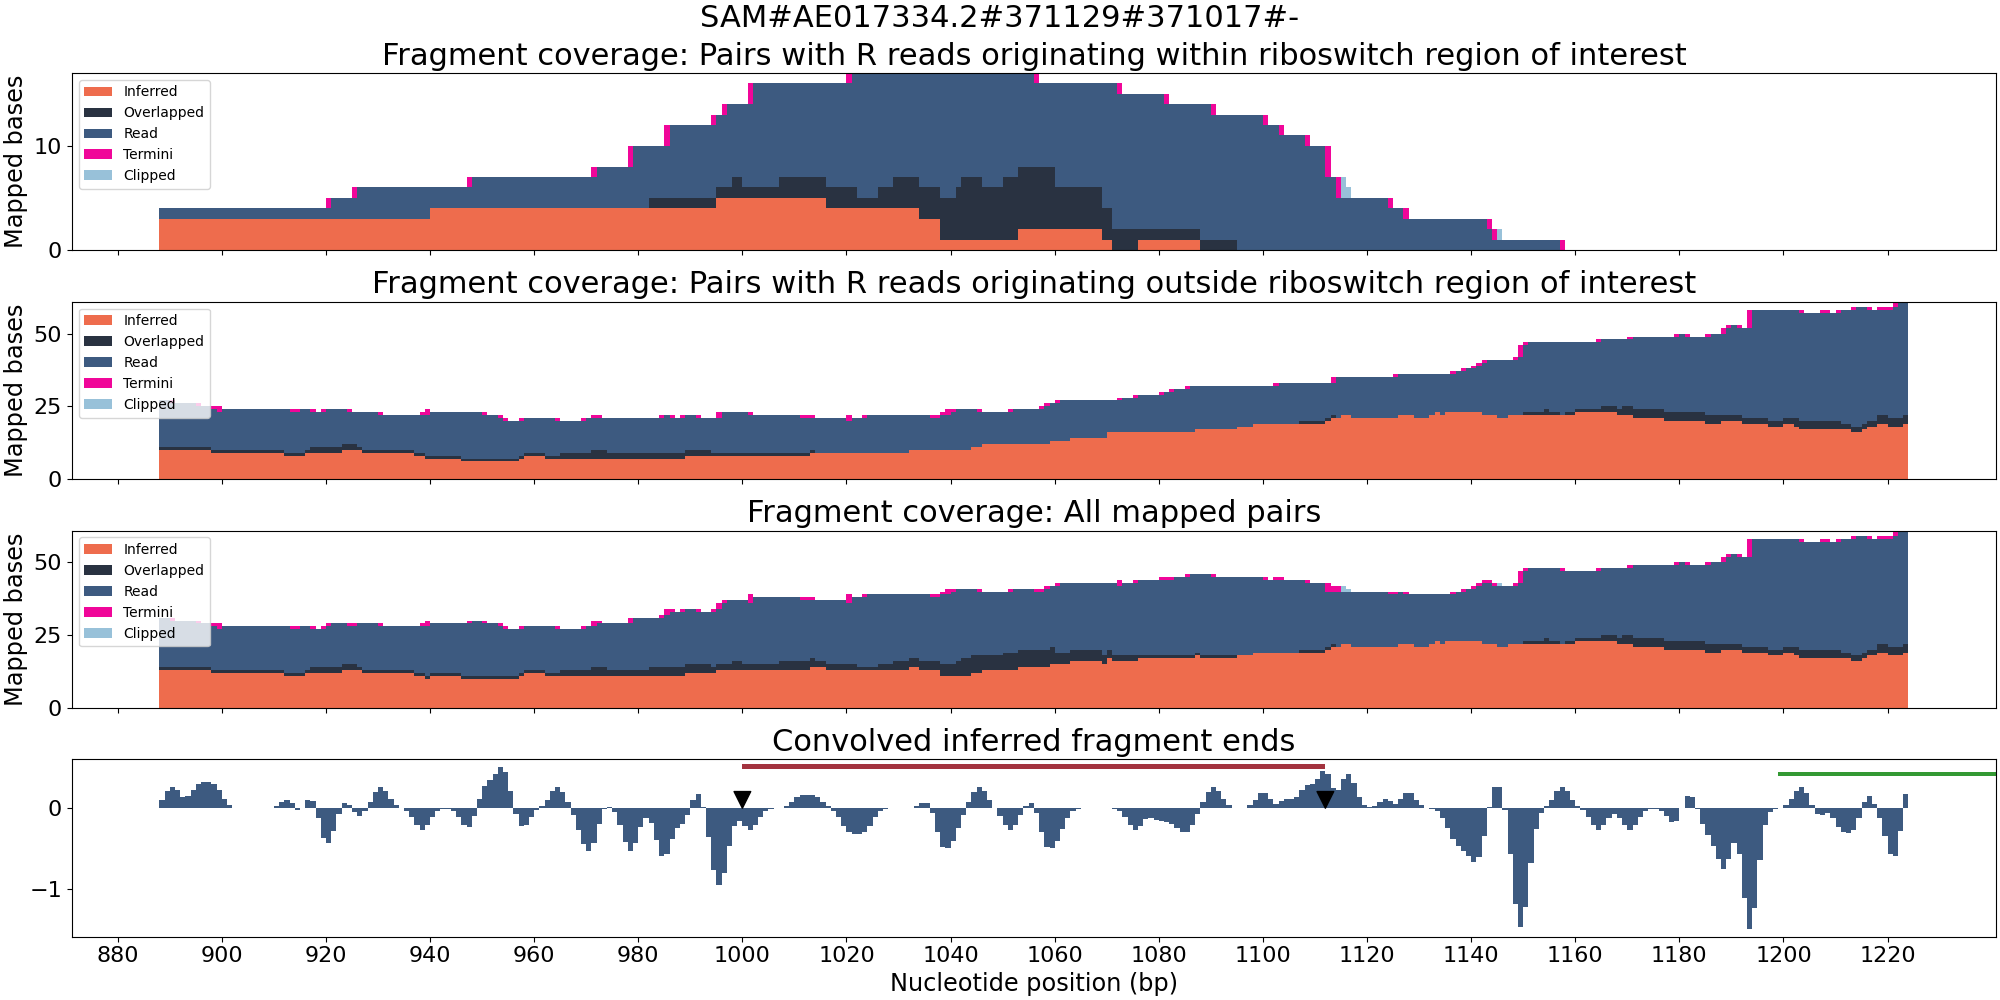 SAM#AE017334.2#371129#371017#-
Fragment coverage: Pairs with R reads originating within riboswitch region of interest
Mapped bases
10
0
Inferred
Overlapped
Read
Termini
Clipped
Fragment coverage: Pairs with R reads originating outside riboswitch region of interest
Mapped bases
50
25
0
Inferred
Overlapped
Read
Termini
Clipped
Fragment coverage: All mapped pairs
Mapped bases
50
25
0
Inferred
Overlapped
Read
Termini
Clipped
Convolved inferred fragment ends
0
−1
880 900 920 940 960 980 1000 1020 1040 1060 1080 1100 1120 1140 1160 1180 1200 1220
Nucleotide position (bp)